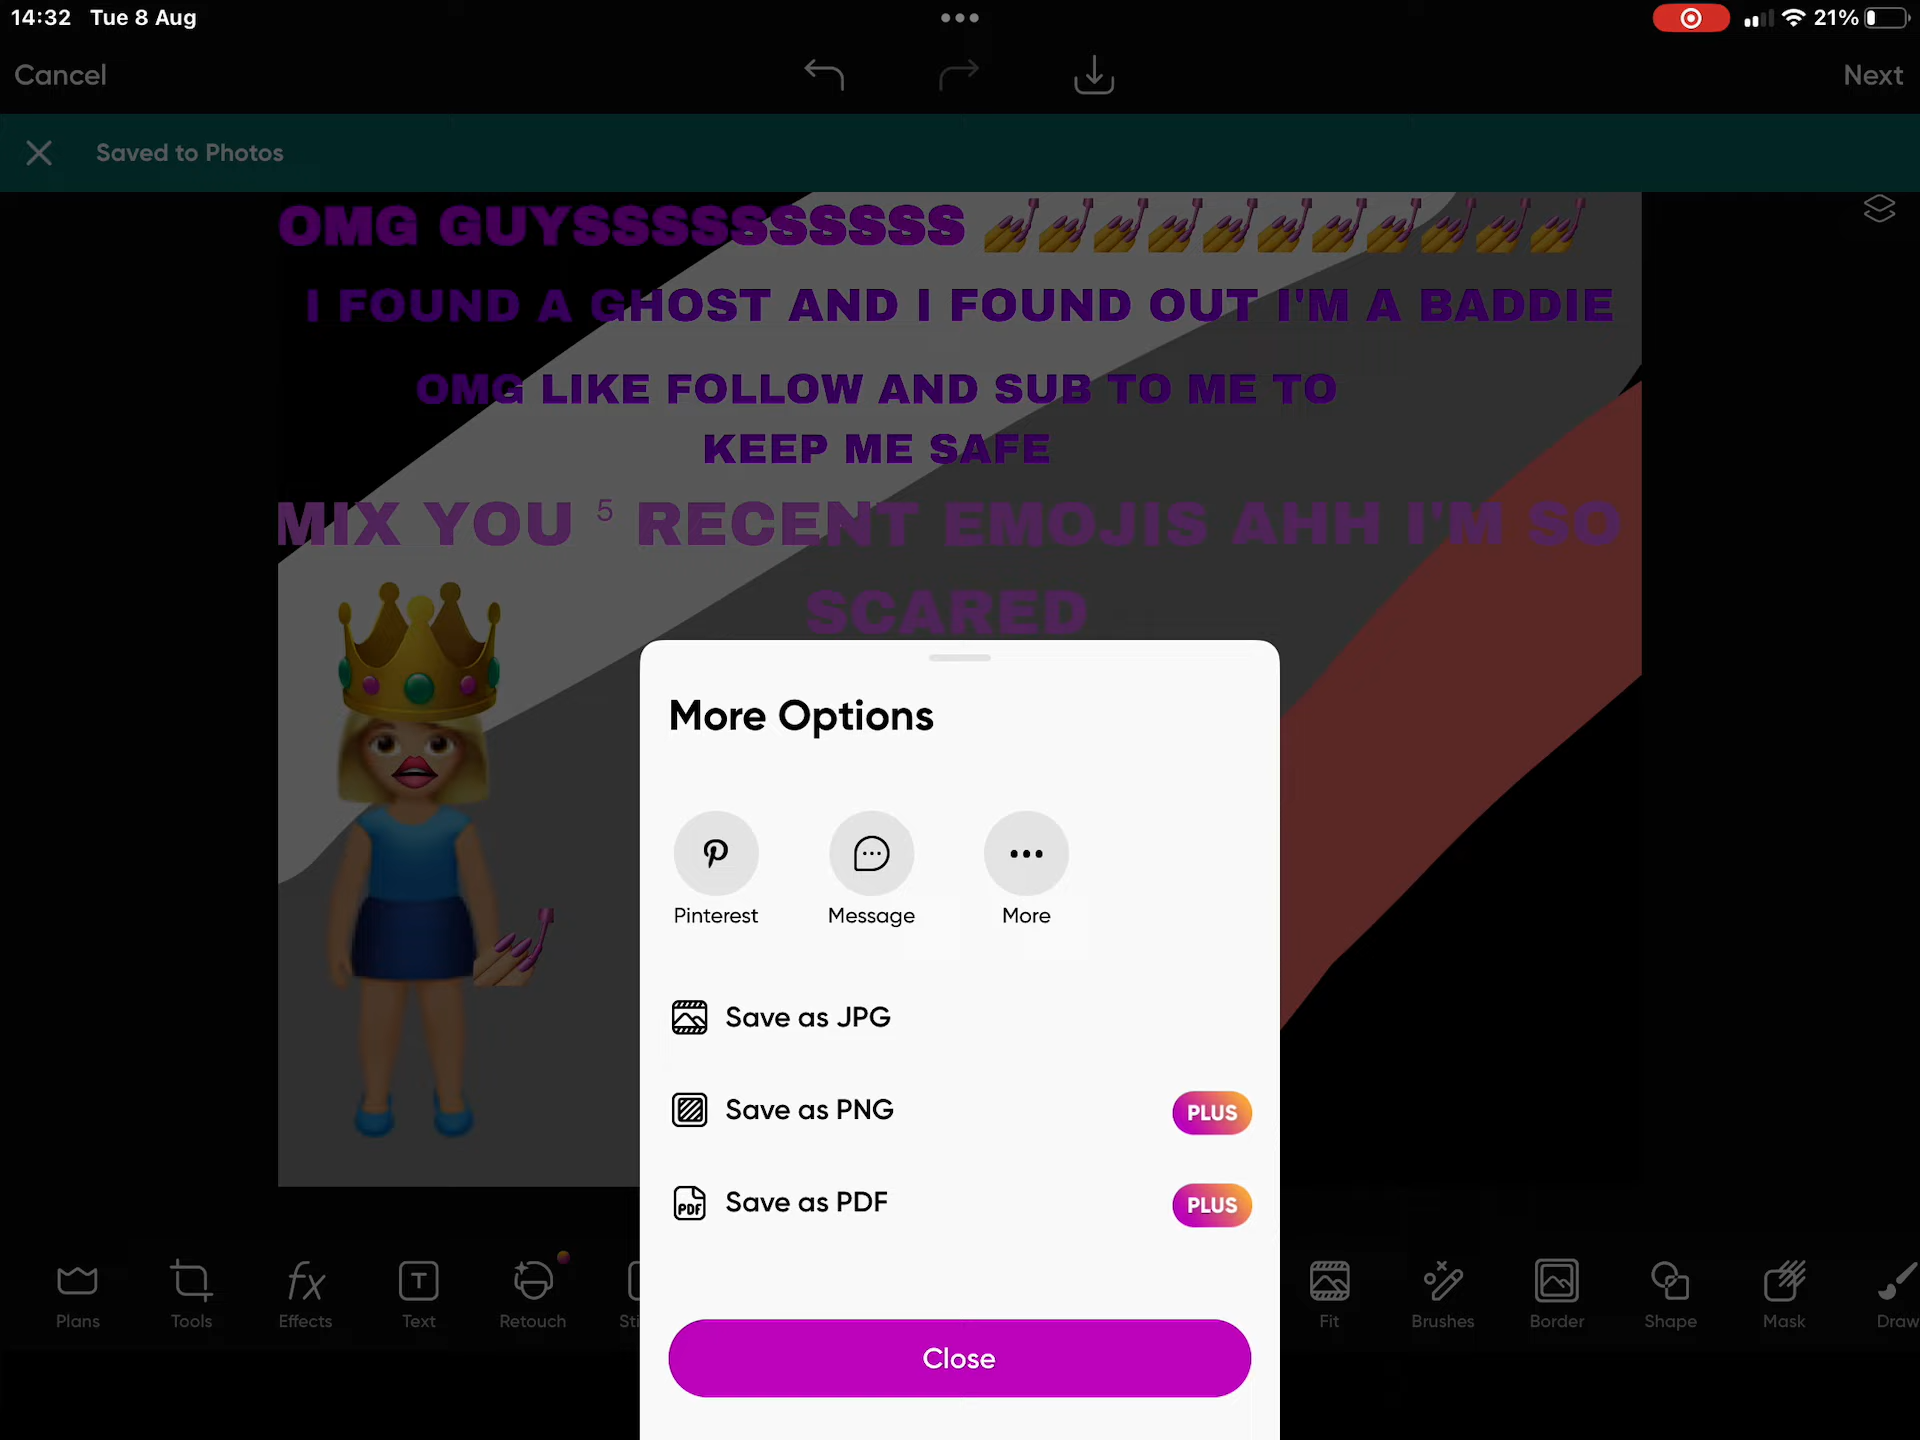 14:32 Tue 8 Aug
21%
Cancel
Next
Saved to Photos
OMG GUYSSSSSSSSSS 💅💅💅💅💅💅💅💅💅💅💅
I FOUND A GHOST AND I FOUND OUT I'M A BADDIE
OMG LIKE FOLLOW AND SUB TO ME TO
KEEP ME SAFE
MIX YOU 5 RECENT EMOJIS AHH I'M SO
SCARED
More Options
Pinterest
Message
More
Save as JPG
Save as PNG
PLUS
PDF
Save as PDF
PLUS
Close
Plans
Tools
Effects
Text
Retouch
Sti
Fit
Brushes
Border
Shape
Mask
Draw